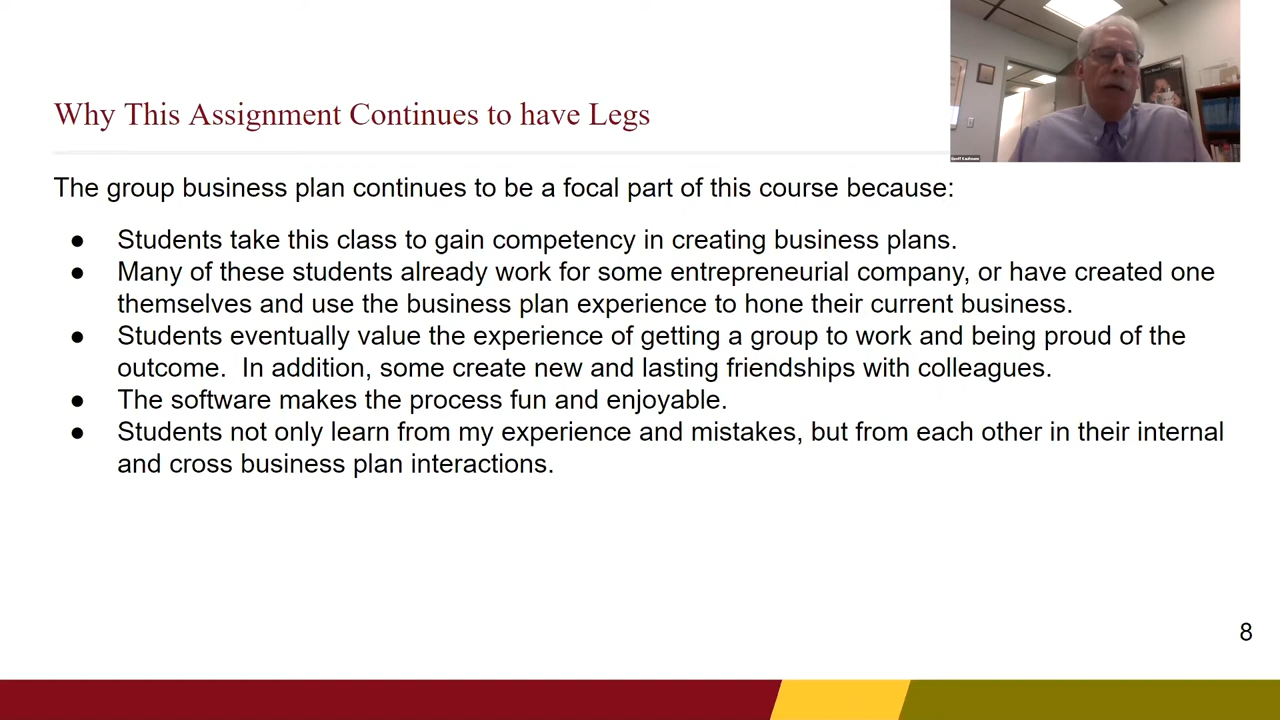 Why This Assignment Continues to have Legs
Geoff Kaufmann
The group business plan continues to be a focal part of this course because:
● Students take this class to gain competency in creating business plans.
● Many of these students already work for some entrepreneurial company, or have created one
themselves and use the business plan experience to hone their current business.
● Students eventually value the experience of getting a group to work and being proud of the
outcome.  In addition, some create new and lasting friendships with colleagues.
● The software makes the process fun and enjoyable.
● Students not only learn from my experience and mistakes, but from each other in their internal
and cross business plan interactions.
8